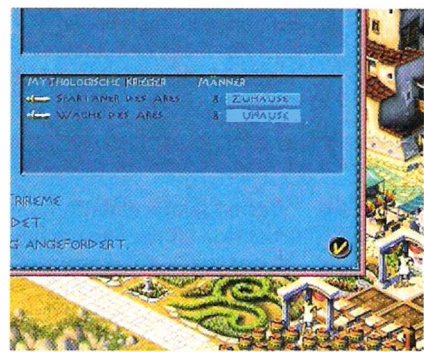 MYTHOLOGISCHE KRIEGER MÄNNER
SPARTANER DES ARES 8 ZUHAUSE
WACHE DES ARES 8 UHAUSE
TRIREME
DET.
G ANGEFORDERT.